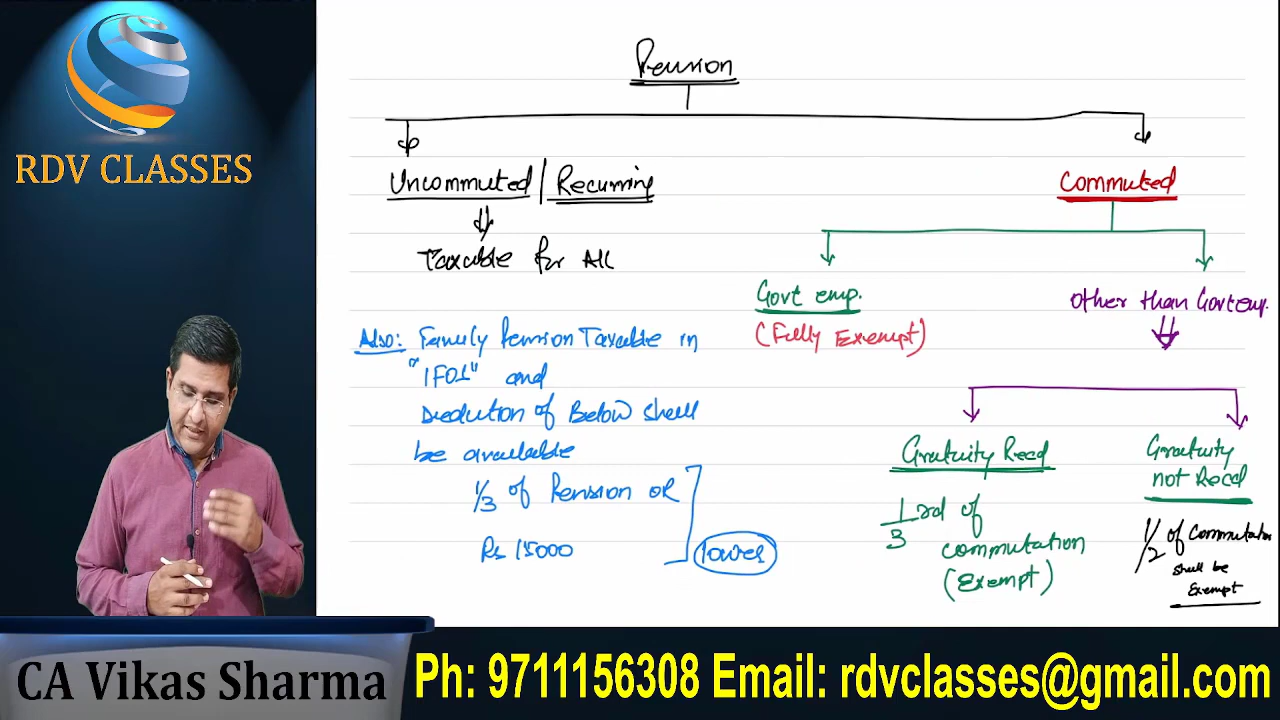 RDV CLASSES
Pension
Uncommuted / Recurring
Taxable for All
Also: Family Pension Taxable in
"IFOS" and
Deduction of Below shall
be available
1/3 of Pension or
Rs 15000
lower
Commuted
Govt emp.
(Fully Exempt)
Other than Govt emp.
Gratuity Recd
1/3 rd of
commutation
(Exempt)
Gratuity
not Recd
1/2 of Commutation
shall be
Exempt
CA Vikas Sharma
Ph: 9711156308 Email: rdvclasses@gmail.com